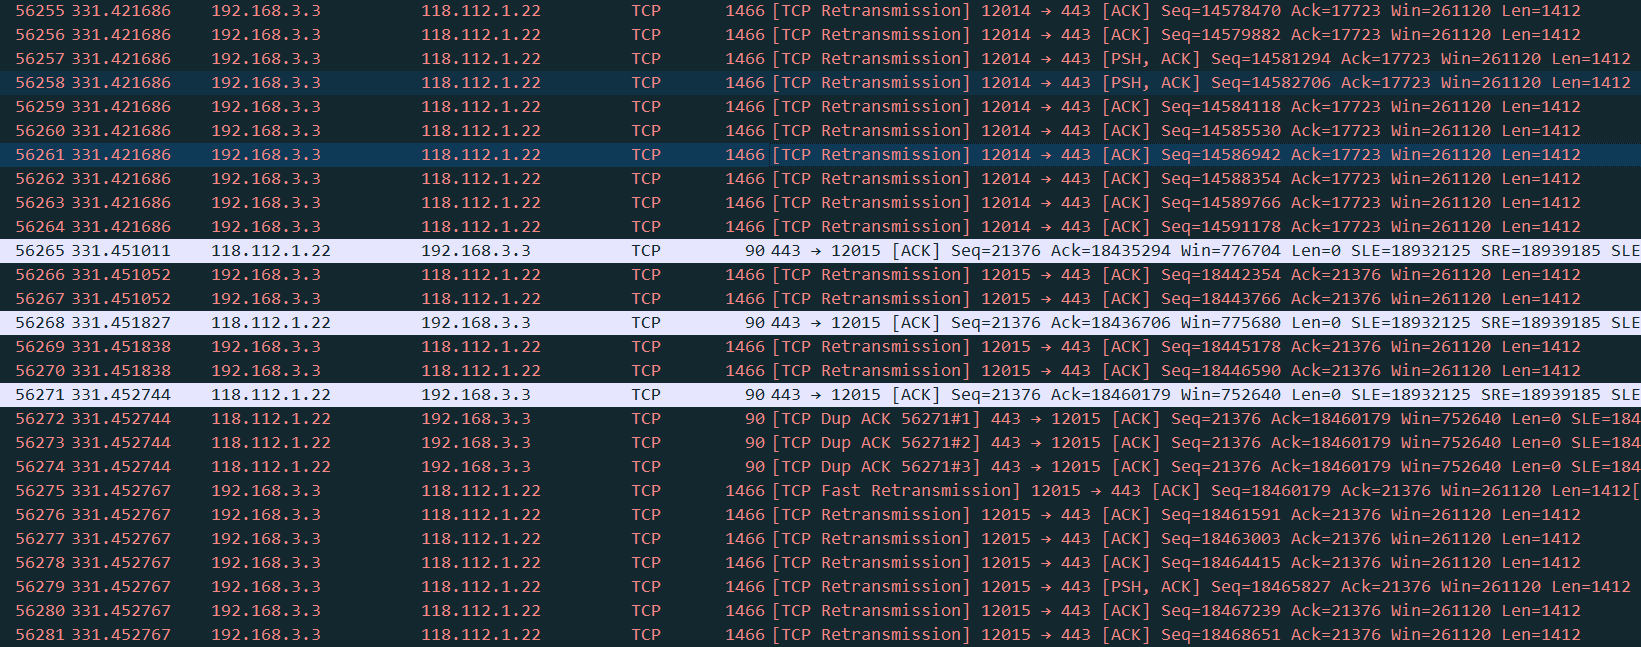 56255 331.421686 192.168.3.3 118.112.1.22 TCP 1466 [TCP Retransmission] 12014 → 443 [ACK] Seq=14578470 Ack=17723 Win=261120 Len=1412
56256 331.421686 192.168.3.3 118.112.1.22 TCP 1466 [TCP Retransmission] 12014 → 443 [ACK] Seq=14579882 Ack=17723 Win=261120 Len=1412
56257 331.421686 192.168.3.3 118.112.1.22 TCP 1466 [TCP Retransmission] 12014 → 443 [PSH, ACK] Seq=14581294 Ack=17723 Win=261120 Len=1412
56258 331.421686 192.168.3.3 118.112.1.22 TCP 1466 [TCP Retransmission] 12014 → 443 [PSH, ACK] Seq=14582706 Ack=17723 Win=261120 Len=1412
56259 331.421686 192.168.3.3 118.112.1.22 TCP 1466 [TCP Retransmission] 12014 → 443 [ACK] Seq=14584118 Ack=17723 Win=261120 Len=1412
56260 331.421686 192.168.3.3 118.112.1.22 TCP 1466 [TCP Retransmission] 12014 → 443 [ACK] Seq=14585530 Ack=17723 Win=261120 Len=1412
56261 331.421686 192.168.3.3 118.112.1.22 TCP 1466 [TCP Retransmission] 12014 → 443 [ACK] Seq=14586942 Ack=17723 Win=261120 Len=1412
56262 331.421686 192.168.3.3 118.112.1.22 TCP 1466 [TCP Retransmission] 12014 → 443 [ACK] Seq=14588354 Ack=17723 Win=261120 Len=1412
56263 331.421686 192.168.3.3 118.112.1.22 TCP 1466 [TCP Retransmission] 12014 → 443 [ACK] Seq=14589766 Ack=17723 Win=261120 Len=1412
56264 331.421686 192.168.3.3 118.112.1.22 TCP 1466 [TCP Retransmission] 12014 → 443 [ACK] Seq=14591178 Ack=17723 Win=261120 Len=1412
56265 331.451011 118.112.1.22 192.168.3.3 TCP 90 443 → 12015 [ACK] Seq=21376 Ack=18435294 Win=776704 Len=0 SLE=18932125 SRE=18939185 SLE
56266 331.451052 192.168.3.3 118.112.1.22 TCP 1466 [TCP Retransmission] 12015 → 443 [ACK] Seq=18442354 Ack=21376 Win=261120 Len=1412
56267 331.451052 192.168.3.3 118.112.1.22 TCP 1466 [TCP Retransmission] 12015 → 443 [ACK] Seq=18443766 Ack=21376 Win=261120 Len=1412
56268 331.451827 118.112.1.22 192.168.3.3 TCP 90 443 → 12015 [ACK] Seq=21376 Ack=18436706 Win=775680 Len=0 SLE=18932125 SRE=18939185 SLE
56269 331.451838 192.168.3.3 118.112.1.22 TCP 1466 [TCP Retransmission] 12015 → 443 [ACK] Seq=18445178 Ack=21376 Win=261120 Len=1412
56270 331.451838 192.168.3.3 118.112.1.22 TCP 1466 [TCP Retransmission] 12015 → 443 [ACK] Seq=18446590 Ack=21376 Win=261120 Len=1412
56271 331.452744 118.112.1.22 192.168.3.3 TCP 90 443 → 12015 [ACK] Seq=21376 Ack=18460179 Win=752640 Len=0 SLE=18932125 SRE=18939185 SLE
56272 331.452744 118.112.1.22 192.168.3.3 TCP 90 [TCP Dup ACK 56271#1] 443 → 12015 [ACK] Seq=21376 Ack=18460179 Win=752640 Len=0 SLE=184
56273 331.452744 118.112.1.22 192.168.3.3 TCP 90 [TCP Dup ACK 56271#2] 443 → 12015 [ACK] Seq=21376 Ack=18460179 Win=752640 Len=0 SLE=184
56274 331.452744 118.112.1.22 192.168.3.3 TCP 90 [TCP Dup ACK 56271#3] 443 → 12015 [ACK] Seq=21376 Ack=18460179 Win=752640 Len=0 SLE=184
56275 331.452767 192.168.3.3 118.112.1.22 TCP 1466 [TCP Fast Retransmission] 12015 → 443 [ACK] Seq=18460179 Ack=21376 Win=261120 Len=1412[
56276 331.452767 192.168.3.3 118.112.1.22 TCP 1466 [TCP Retransmission] 12015 → 443 [ACK] Seq=18461591 Ack=21376 Win=261120 Len=1412
56277 331.452767 192.168.3.3 118.112.1.22 TCP 1466 [TCP Retransmission] 12015 → 443 [ACK] Seq=18463003 Ack=21376 Win=261120 Len=1412
56278 331.452767 192.168.3.3 118.112.1.22 TCP 1466 [TCP Retransmission] 12015 → 443 [ACK] Seq=18464415 Ack=21376 Win=261120 Len=1412
56279 331.452767 192.168.3.3 118.112.1.22 TCP 1466 [TCP Retransmission] 12015 → 443 [PSH, ACK] Seq=18465827 Ack=21376 Win=261120 Len=1412
56280 331.452767 192.168.3.3 118.112.1.22 TCP 1466 [TCP Retransmission] 12015 → 443 [ACK] Seq=18467239 Ack=21376 Win=261120 Len=1412
56281 331.452767 192.168.3.3 118.112.1.22 TCP 1466 [TCP Retransmission] 12015 → 443 [ACK] Seq=18468651 Ack=21376 Win=261120 Len=1412